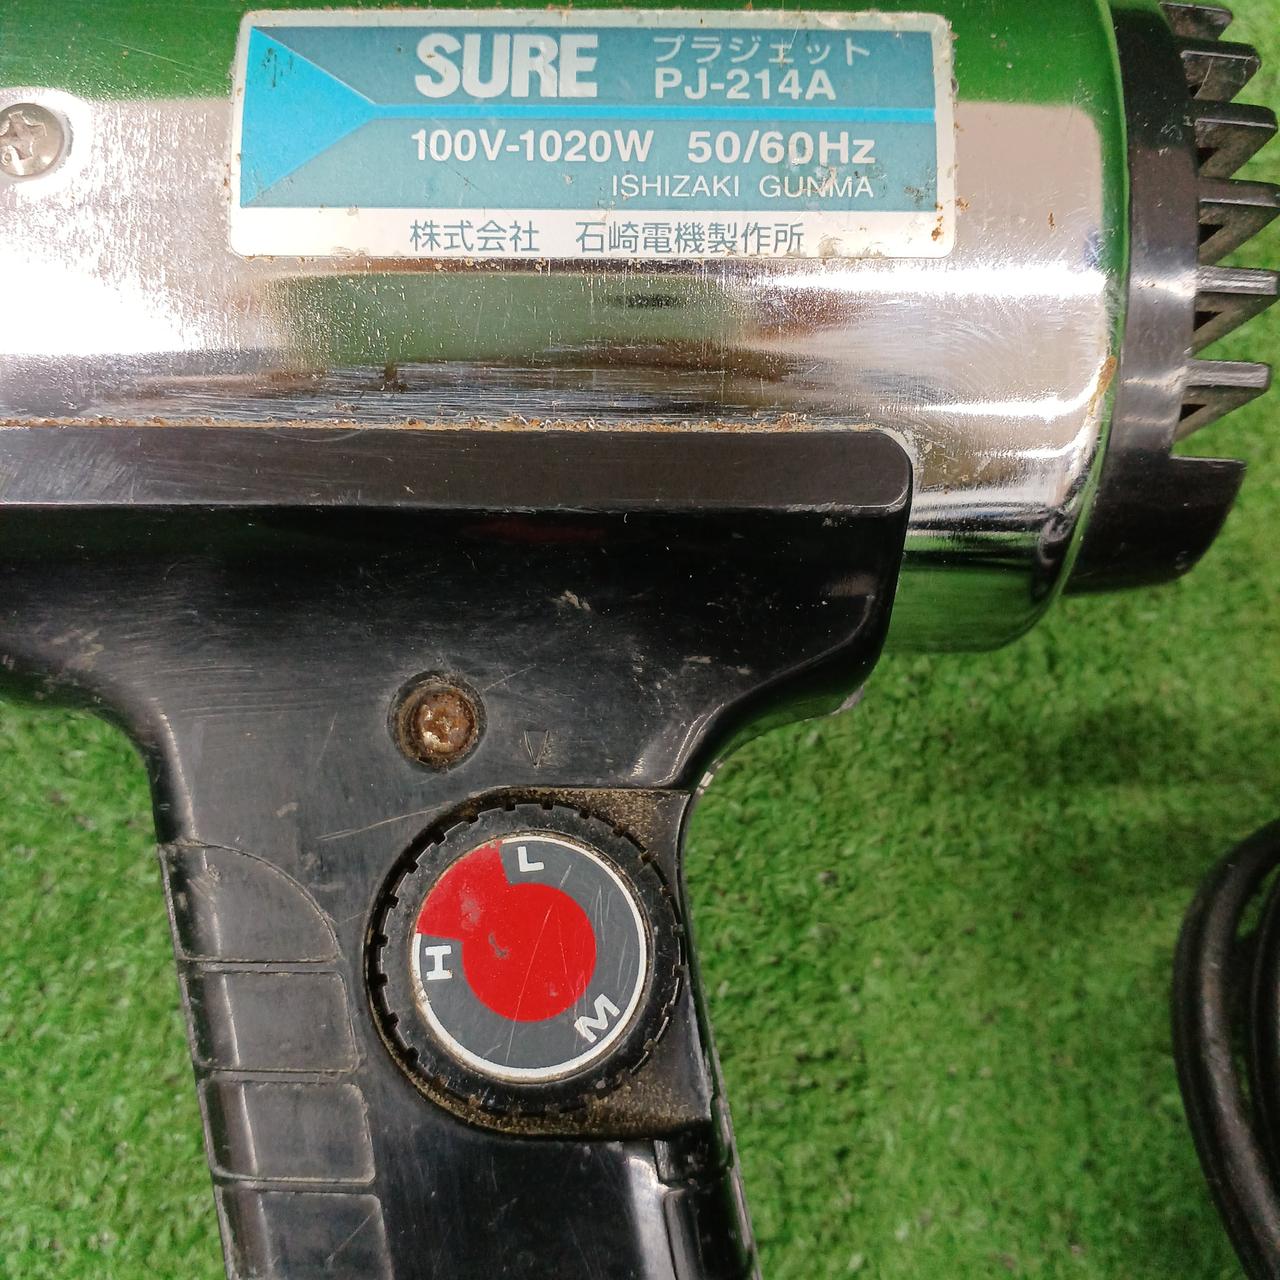 SURE プラジェット
PJ-214A
100V-1020W 50/60Hz
ISHIZAKI GUNMA
株式会社 石崎電機製作所
L
H
M